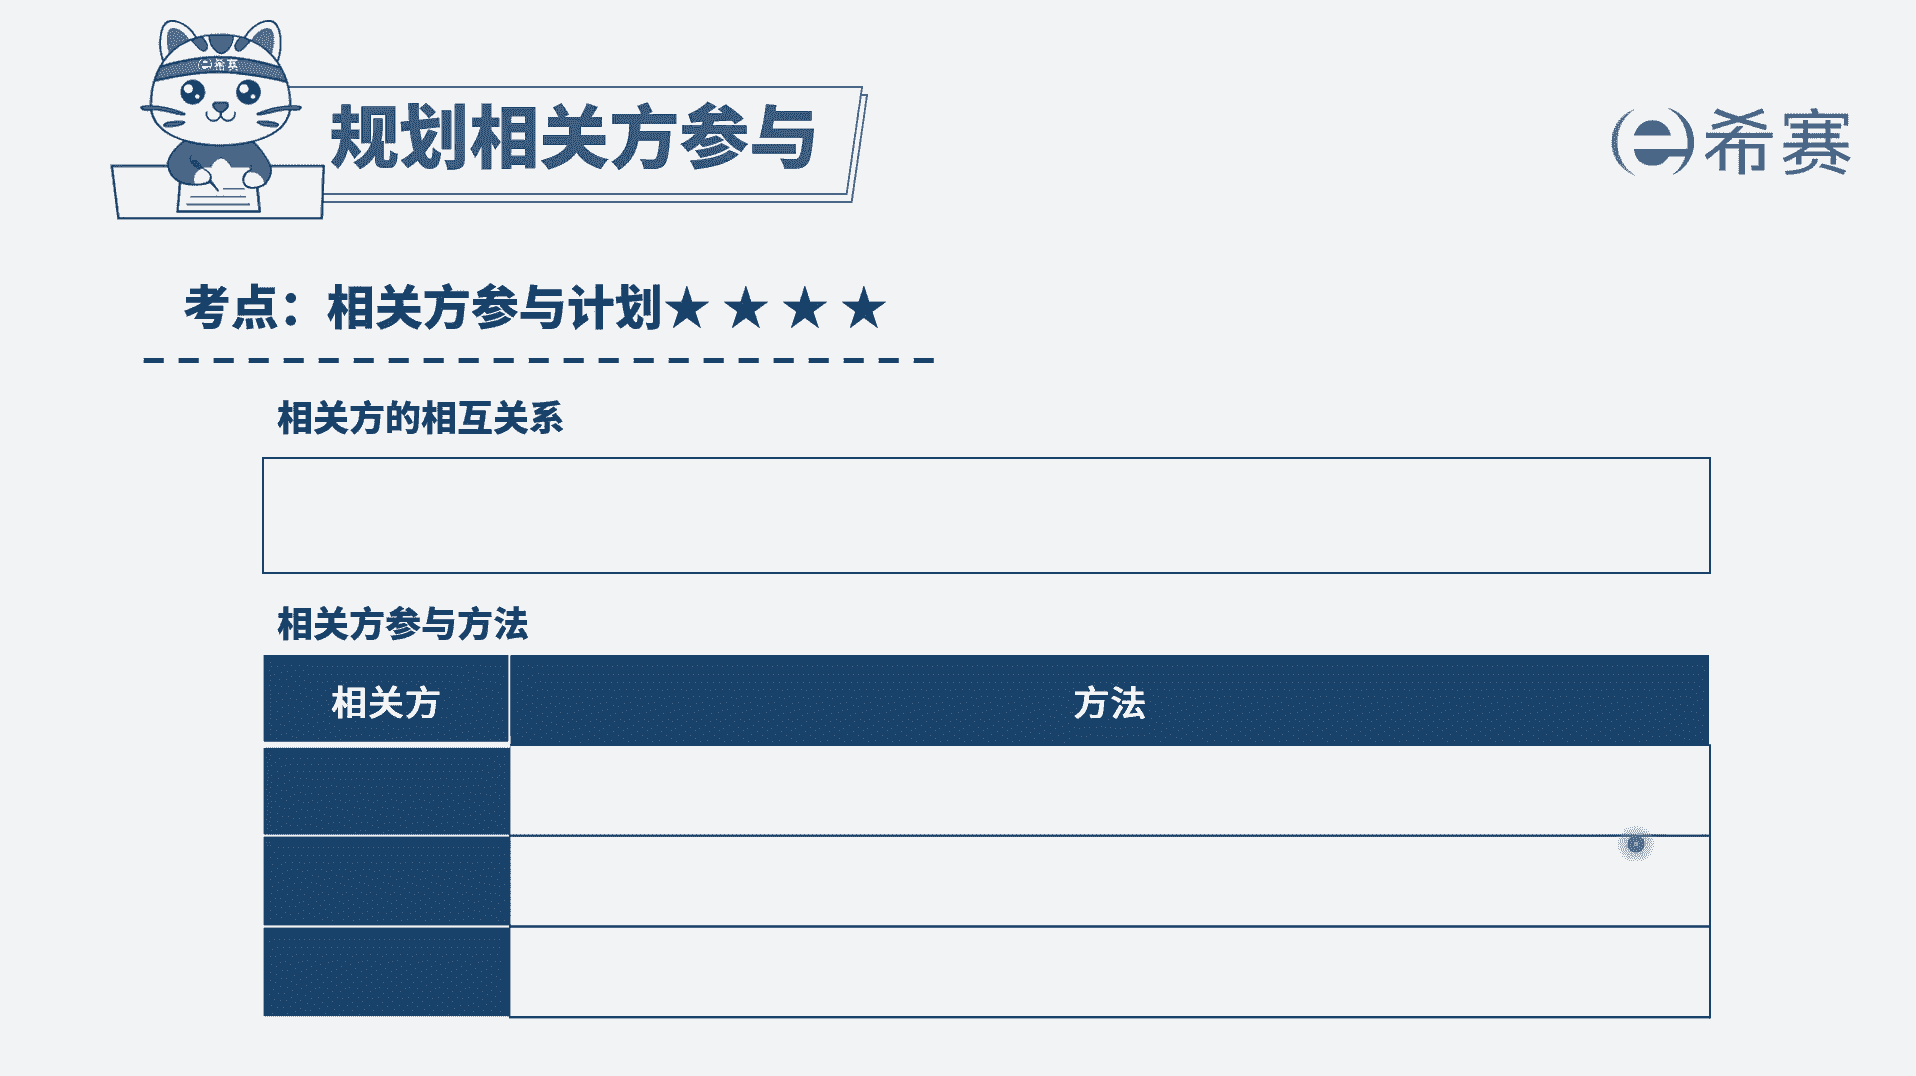 希赛
规划相关方参与
希赛
考点：相关方参与计划★ ★ ★ ★
相关方的相互关系
相关方参与方法
相关方 方法